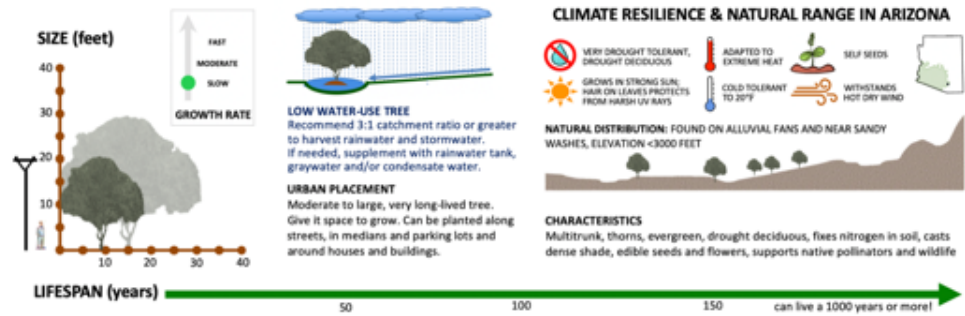 SIZE (feet)
40
30
20
10
10
20
30
40
FAST
MODERATE
SLOW
GROWTH RATE
LOW WATER-USE TREE
Recommend 3:1 catchment ratio or greater
to harvest rainwater and stormwater.
If needed, supplement with rainwater tank,
graywater and/or condensate water.
URBAN PLACEMENT
Moderate to large, very long-lived tree.
Give it space to grow. Can be planted along
streets, in medians and parking lots and
around houses and buildings.
CLIMATE RESILIENCE & NATURAL RANGE IN ARIZONA
VERY DROUGHT TOLERANT,
DROUGHT DECIDUOUS
ADAPTED TO
EXTREME HEAT
SELF SEEDS
GROWS IN STRONG SUN;
HAIR ON LEAVES PROTECTS
FROM HARSH UV RAYS
COLD TOLERANT
TO 20°F
WITHSTANDS
HOT DRY WIND
NATURAL DISTRIBUTION: FOUND ON ALLUVIAL FANS AND NEAR SANDY
WASHES, ELEVATION <3000 FEET
CHARACTERISTICS
Multitrunk, thorns, evergreen, drought deciduous, fixes nitrogen in soil, casts
dense shade, edible seeds and flowers, supports native pollinators and wildlife
LIFESPAN (years)
50
100
150
can live a 1000 years or more!